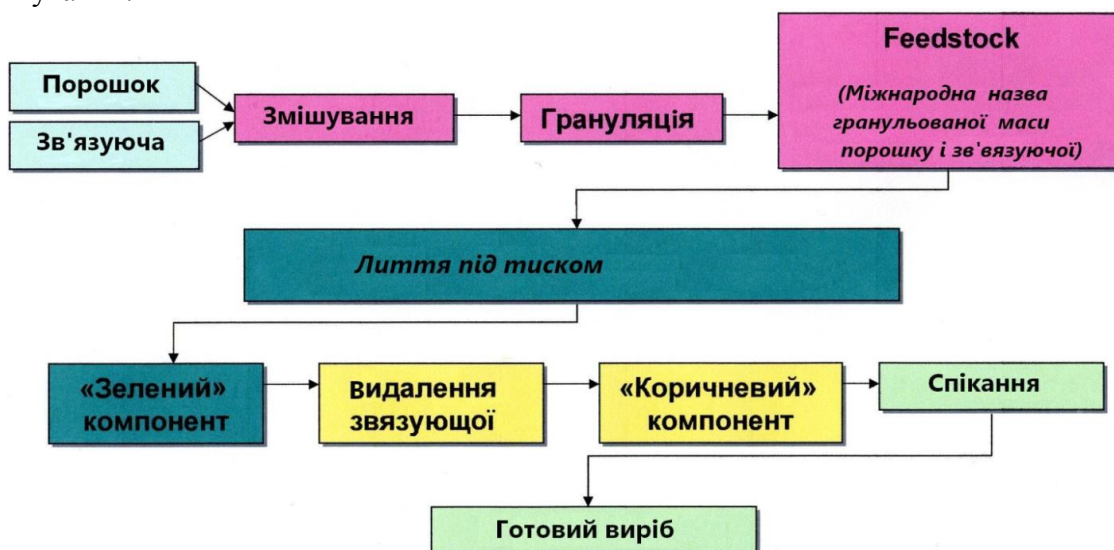 Порошок
Зв'язуюча
Змішування
Грануляція
Feedstock
(Міжнародна назва
гранульованої маси
порошку і зв'вязуючої)
Лиття під тиском
«Зелений»
компонент
Видалення
звязующої
«Коричневий»
компонент
Спікання
Готовий виріб